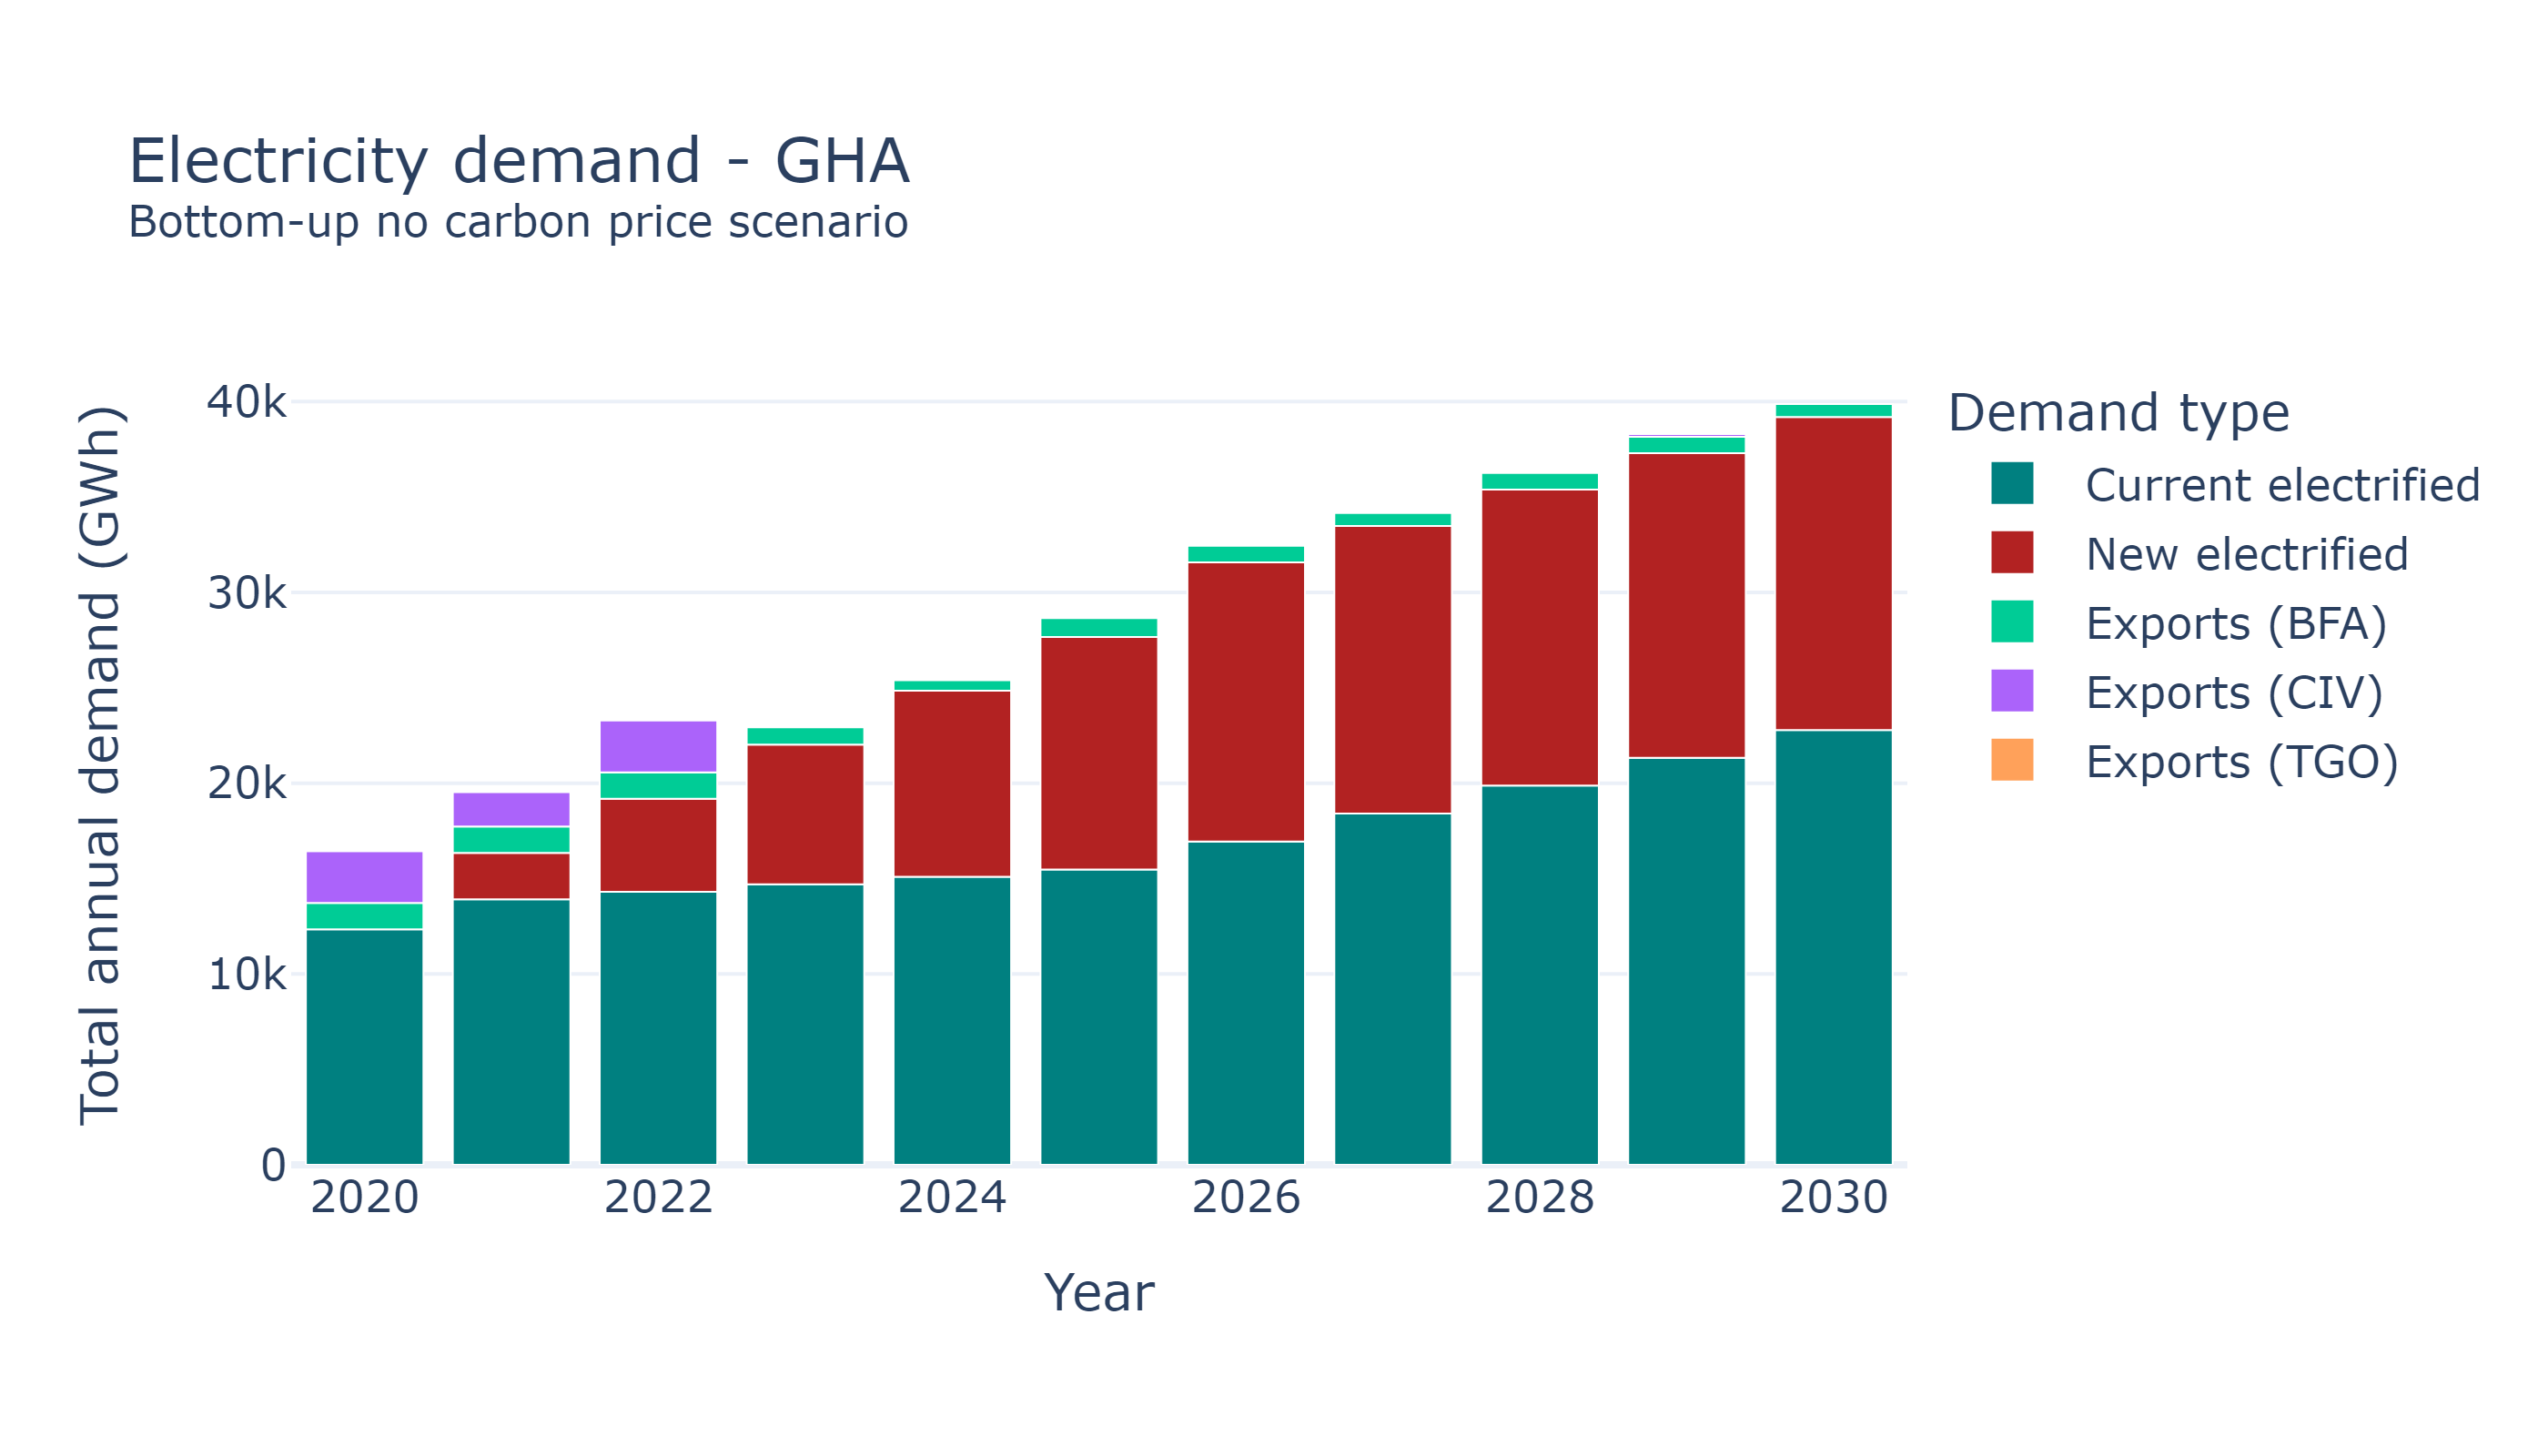 Electricity demand - GHA
Bottom-up no carbon price scenario
Total annual demand (GWh)
40k
30k
20k
10k
0
2020
2022
2024
2026
2028
2030
Year
Demand type
Current electrified
New electrified
Exports (BFA)
Exports (CIV)
Exports (TGO)